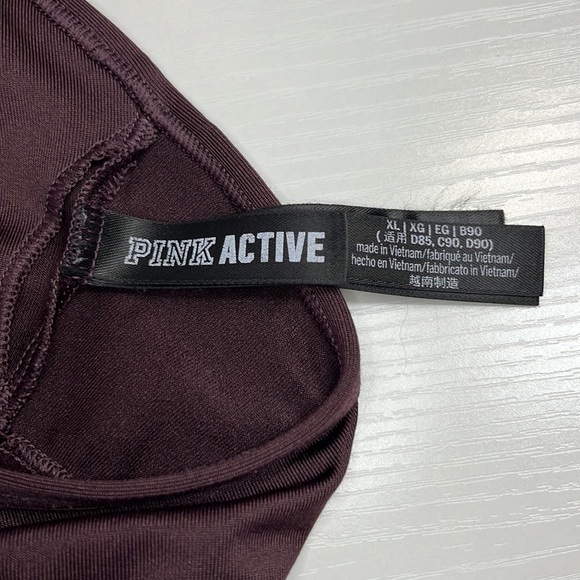 PINK ACTIVE
XL | XG | EG | B90
(适用 D85, C90, D90)
made in Vietnam/fabriqué au Vietnam/
hecho en Vietnam/fabbricato in Vietnam/
越南制造